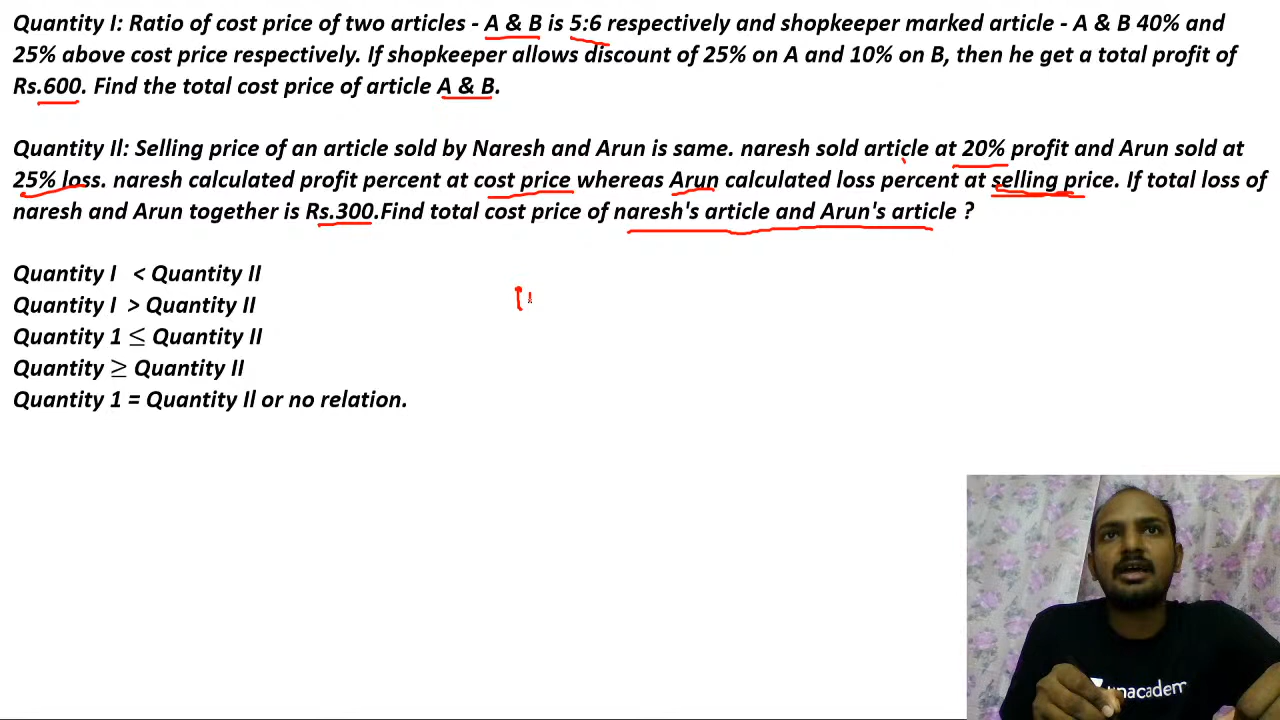 Quantity I: Ratio of cost price of two articles - A & B is 5:6 respectively and shopkeeper marked article - A & B 40% and
25% above cost price respectively. If shopkeeper allows discount of 25% on A and 10% on B, then he get a total profit of
Rs.600. Find the total cost price of article A & B.
Quantity Il: Selling price of an article sold by Naresh and Arun is same. naresh sold article at 20% profit and Arun sold at
25% loss. naresh calculated profit percent at cost price whereas Arun calculated loss percent at selling price. If total loss of
naresh and Arun together is Rs.300.Find total cost price of naresh's article and Arun's article ?
Quantity I < Quantity II
Quantity I > Quantity II
Quantity 1 ≤ Quantity II
Quantity ≥ Quantity II
Quantity 1 = Quantity Il or no relation.